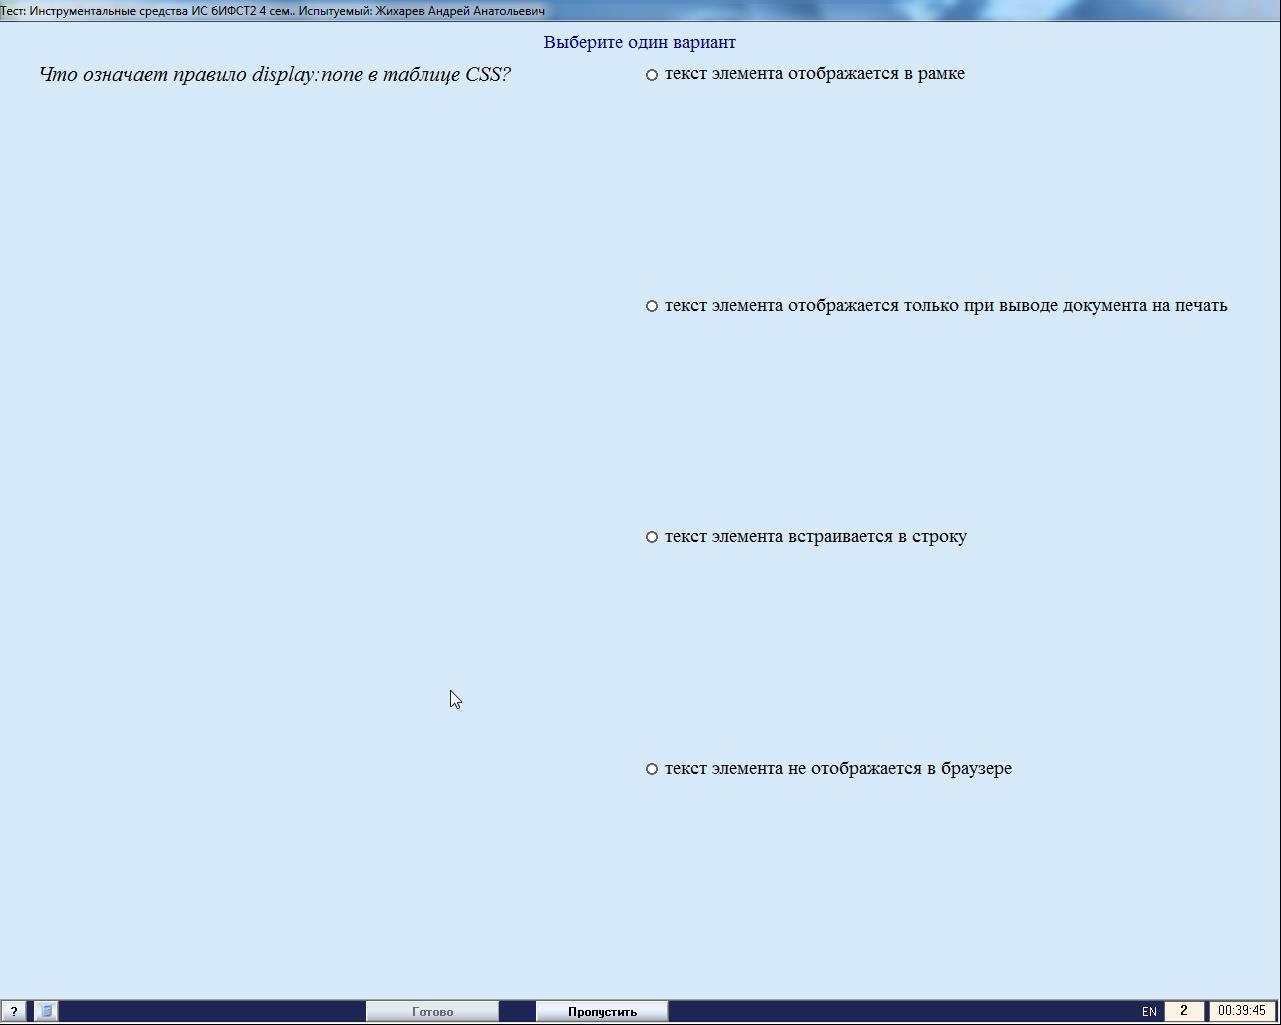 Тест: Инструментальные средства ИС бИФСТ2 4 сем.. Испытуемый: Жихарев Андрей Анатольевич
Выберите один вариант
Что означает правило display:none в таблице CSS?
текст элемента отображается в рамке
текст элемента отображается только при выводе документа на печать
текст элемента встраивается в строку
текст элемента не отображается в браузере
? Готово Пропустить EN 2 00:39:45